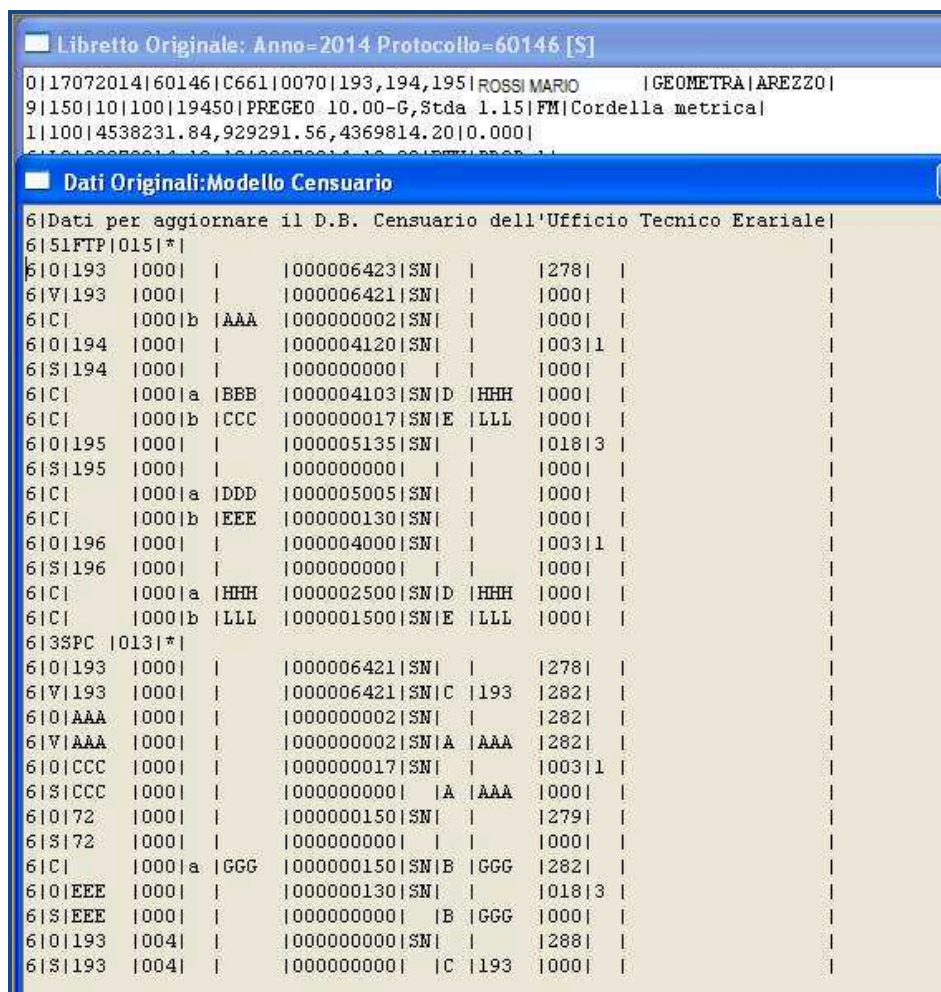 Libretto Originale: Anno=2014 Protocollo=60146 [S]
0|17072014|60146|C661|0070|193,194,195|ROSSI MARIO |GEOMETRA|AREZZO|
9|150|10|100|19450|PREGEO 10.00-G,Stda 1.15|FM|Cordella metrica|
1|100|4538231.84,929291.56,4369814.20|0.000|
Dati Originali:Modello Censuario
6|Dati per aggiornare il D.B. Censuario dell'Ufficio Tecnico Erariale|
6|51FTP|015|*| |
6|O|193 |000| | |000006423|SN| | |278| | |
6|V|193 |000| | |000006421|SN| | |000| | |
6|C| |000|b |AAA |000000002|SN| | |000| | |
6|O|194 |000| | |000004120|SN| | |003|1 | |
6|S|194 |000| | |000000000| | | |000| | |
6|C| |000|a |BBB |000004103|SN|D |HHH |000| | |
6|C| |000|b |CCC |000000017|SN|E |LLL |000| | |
6|O|195 |000| | |000005135|SN| | |018|3 | |
6|S|195 |000| | |000000000| | | |000| | |
6|C| |000|a |DDD |000005005|SN| | |000| | |
6|C| |000|b |EEE |000000130|SN| | |000| | |
6|O|196 |000| | |000004000|SN| | |003|1 | |
6|S|196 |000| | |000000000| | | |000| | |
6|C| |000|a |HHH |000002500|SN|D |HHH |000| | |
6|C| |000|b |LLL |000001500|SN|E |LLL |000| | |
6|3SPC |013|*| |
6|O|193 |000| | |000006421|SN| | |278| | |
6|V|193 |000| | |000006421|SN|C |193 |282| | |
6|O|AAA |000| | |000000002|SN| | |282| | |
6|V|AAA |000| | |000000002|SN|A |AAA |282| | |
6|O|CCC |000| | |000000017|SN| | |003|1 | |
6|S|CCC |000| | |000000000| |A |AAA |000| | |
6|O|72 |000| | |000000150|SN| | |279| | |
6|S|72 |000| | |000000000| | | |000| | |
6|C| |000|a |GGG |000000150|SN|B |GGG |282| | |
6|O|EEE |000| | |000000130|SN| | |018|3 | |
6|S|EEE |000| | |000000000| |B |GGG |000| | |
6|O|193 |004| | |000000000|SN| | |288| | |
6|S|193 |004| | |000000000| |C |193 |000| | |